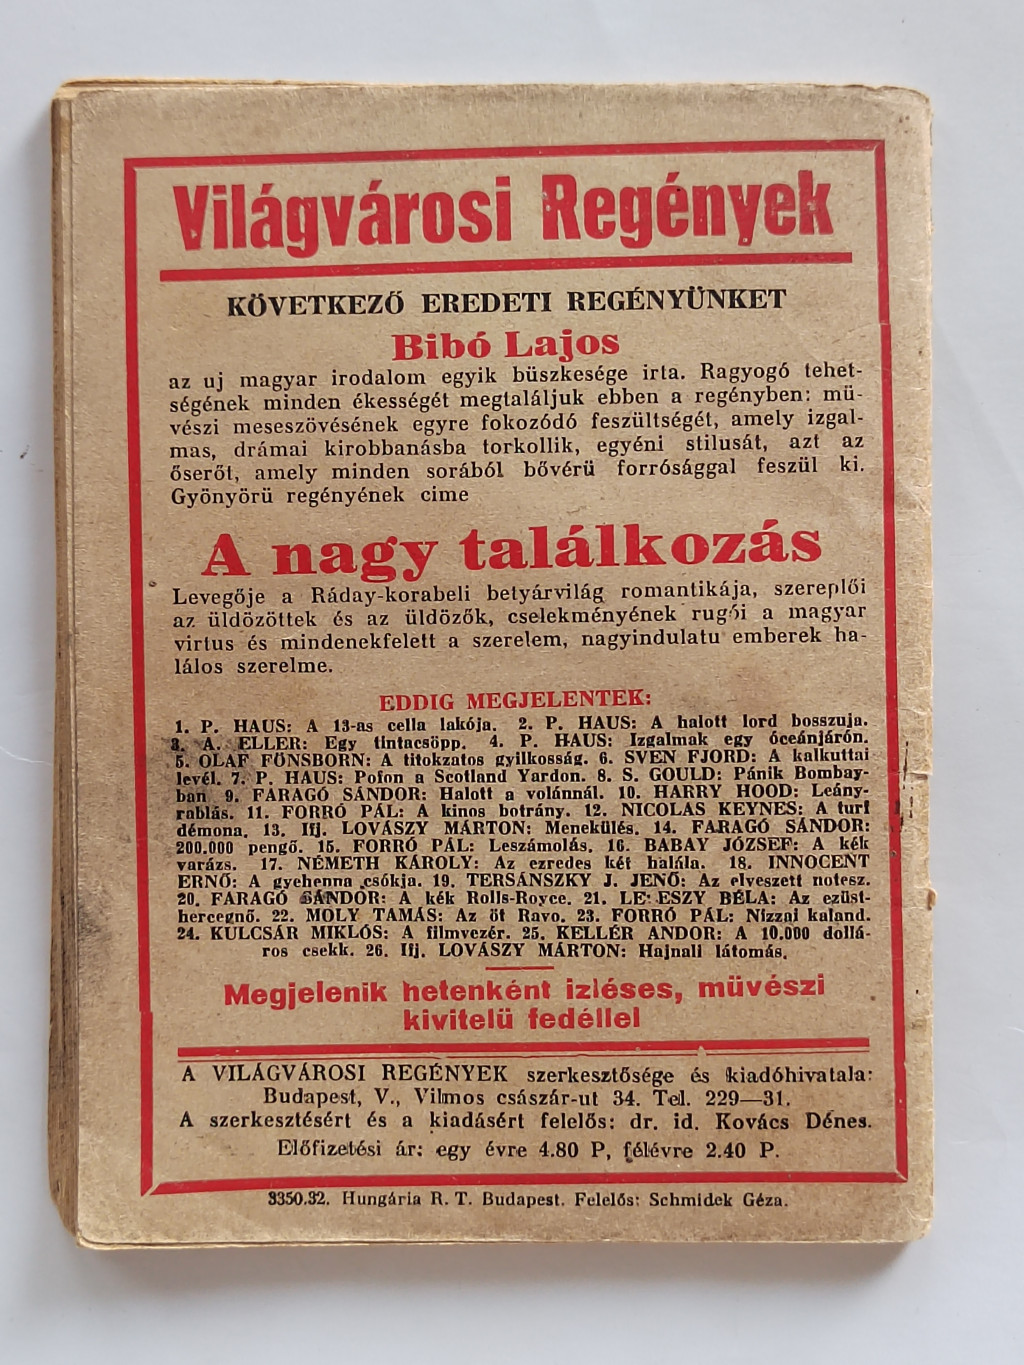 Világvárosi Regények
KÖVETKEZŐ EREDETI REGÉNYÜNKET
Bibó Lajos
az uj magyar irodalom egyik büszkesége irta. Ragyogó tehet-
ségének minden ékességét megtaláljuk ebben a regényben: mü-
vészi meseszövésének egyre fokozódó feszültségét, amely izgal-
mas, drámai kirobbanásba torkollik, egyéni stilusát, azt az
őserőt, amely minden sorából bővérü forrósággal feszül ki.
Gyönyörü regényének cime
A nagy találkozás
Levegője a Ráday-korabeli betyárvilág romantikája, szereplői
az üldözöttek és az üldözők, cselekményének rugói a magyar
virtus és mindenekfelett a szerelem, nagyindulatu emberek ha-
lálos szerelme.
EDDIG MEGJELENTEK:
1. P. HAUS: A 13-as cella lakója. 2. P. HAUS: A halott lord bosszuja.
3. A. ELLER: Egy tintacsöpp. 4. P. HAUS: Izgalmak egy óceánjárón.
5. OLAF FÖNSBORN: A titokzatos gyilkosság. 6. SVEN FJORD: A kalkuttai
levél. 7. P. HAUS: Pofon a Scotland Yardon. 8. S. GOULD: Pánik Bombay-
ban 9. FARAGÓ SÁNDOR: Halott a volánnál. 10. HARRY HOOD: Leány-
rablás. 11. FORRÓ PÁL: A kinos botrány. 12. NICOLAS KEYNES: A turf
démona. 13. Ifj. LOVÁSZY MÁRTON: Menekülés. 14. FARAGÓ SÁNDOR:
200.000 pengő. 15. FORRÓ PÁL: Leszámolás. 16. BABAY JÓZSEF: A kék
varázs. 17. NÉMETH KÁROLY: Az ezredes két halála. 18. INNOCENT
ERNŐ: A gyehenna csókja. 19. TERSÁNSZKY J. JENŐ: Az elveszett notesz.
20. FARAGÓ SÁNDOR: A kék Rolls-Royce. 21. BÉLA: Az ezüst-
hercegnő. 22. MOLY TAMÁS: Az öt Ravo. 23. FORRÓ PÁL: Nizzai kaland.
24. KULCSÁR MIKLÓS: A filmvezér. 25. KELLÉR ANDOR: A 10.000 dollá-
ros csekk. 26. Ifj. LOVÁSZY MÁRTON: Hajnali látomás.
Megjelenik hetenként izléses, müvészi
kivitelü fedéllel
A VILÁGVÁROSI REGÉNYEK szerkesztősége és kiadóhivatala:
Budapest, V., Vilmos császár-ut 34. Tel. 229—31.
A szerkesztésért és a kiadásért felelős: dr. id. Kovács Dénes.
Előfizetési ár: egy évre 4.80 P, félévre 2.40 P.
3350.32. Hungária R. T. Budapest. Felelős: Schmidek Géza.